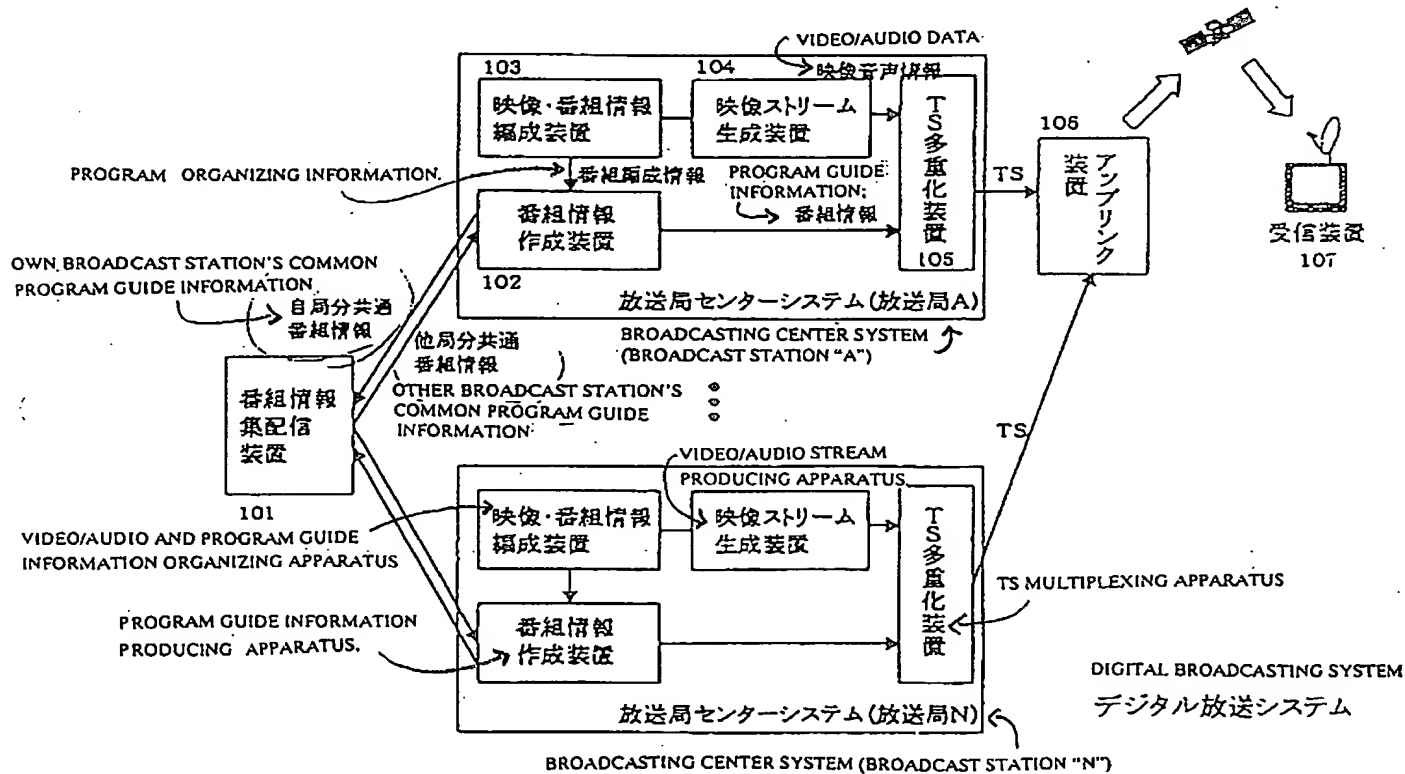 VIDEO/AUDIO DATA
映像音声情報
103
映像・番組情報
編成装置
104
映像ストリーム
生成装置
TS多重化装置
105
PROGRAM ORGANIZING INFORMATION.
番組編成情報
PROGRAM GUIDE
INFORMATION;
番組情報
番組情報
作成装置
102
放送局センターシステム(放送局A)
BROADCASTING CENTER SYSTEM
(BROADCAST STATION "A")
TS
106
アップリンク
装置
受信装置
107
OWN BROADCAST STATION'S COMMON
PROGRAM GUIDE INFORMATION
自局分共通
番組情報
他局分共通
番組情報
OTHER BROADCAST STATION'S
COMMON PROGRAM GUIDE
INFORMATION
番組情報
集配信
装置
101
VIDEO/AUDIO STREAM
PRODUCING APPARATUS
VIDEO/AUDIO AND PROGRAM GUIDE
INFORMATION ORGANIZING APPARATUS
映像・番組情報
編成装置
映像ストリーム
生成装置
TS多重化装置
TS
TS MULTIPLEXING APPARATUS
PROGRAM GUIDE INFORMATION
PRODUCING APPARATUS.
番組情報
作成装置
放送局センターシステム(放送局N)
DIGITAL BROADCASTING SYSTEM
デジタル放送システム
BROADCASTING CENTER SYSTEM (BROADCAST STATION "N")